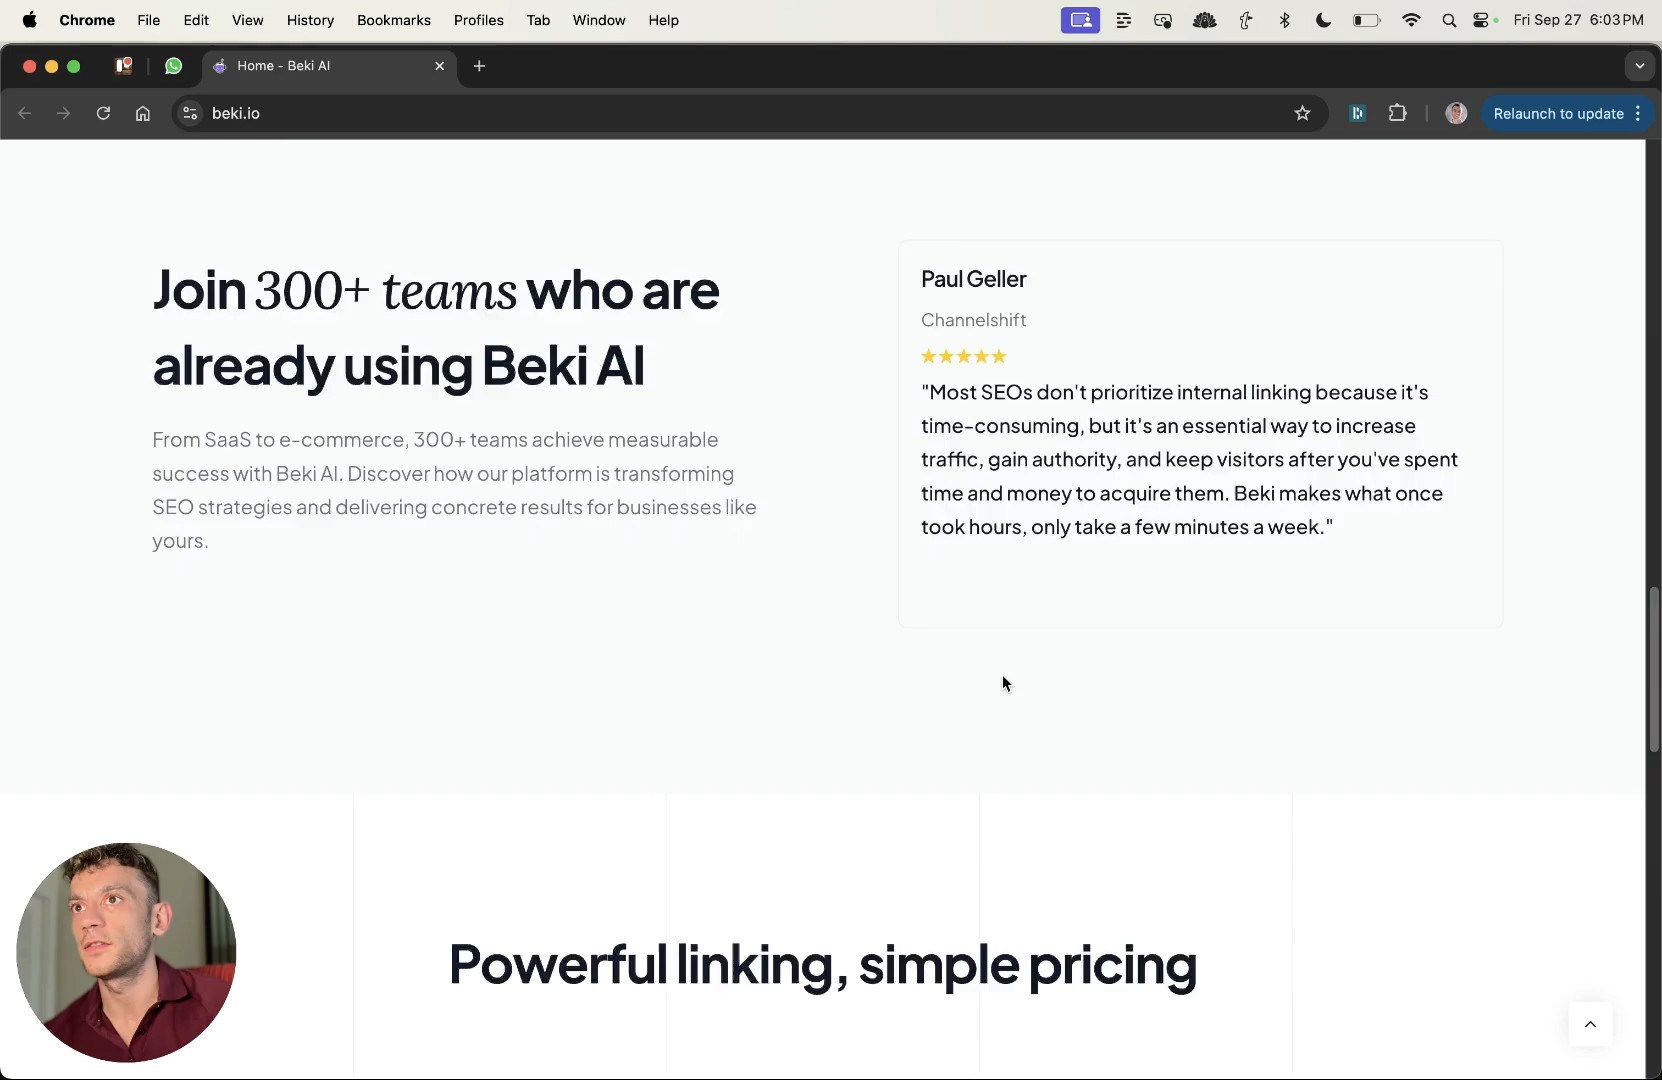 Chrome File Edit View History Bookmarks Profiles Tab Window Help Fri Sep 27 6:03 PM
Home - Beki AI
beki.io Relaunch to update
Join 300+ teams who are
already using Beki AI
From SaaS to e-commerce, 300+ teams achieve measurable
success with Beki AI. Discover how our platform is transforming
SEO strategies and delivering concrete results for businesses like
yours.
Paul Geller
Channelshift
"Most SEOs don't prioritize internal linking because it's
time-consuming, but it's an essential way to increase
traffic, gain authority, and keep visitors after you've spent
time and money to acquire them. Beki makes what once
took hours, only take a few minutes a week."
Powerful linking, simple pricing